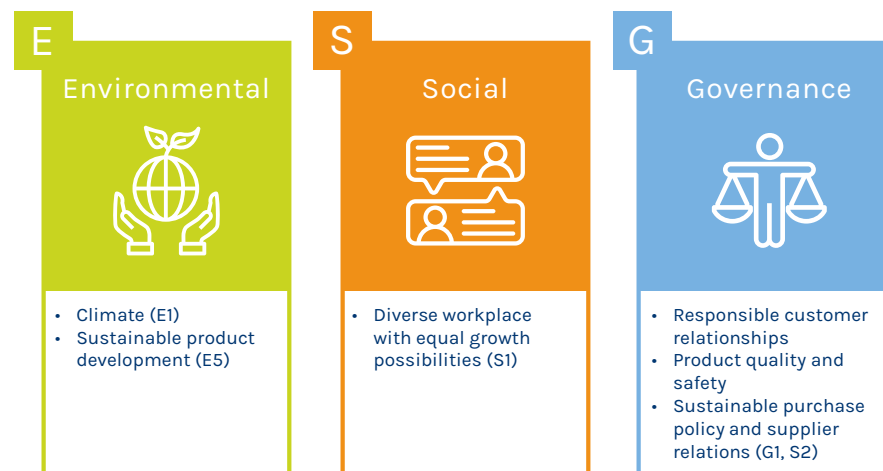 E
Environmental
• Climate (E1)
• Sustainable product
development (E5)
S
Social
• Diverse workplace
with equal growth
possibilities (S1)
G
Governance
• Responsible customer
relationships
• Product quality and
safety
• Sustainable purchase
policy and supplier
relations (G1, S2)